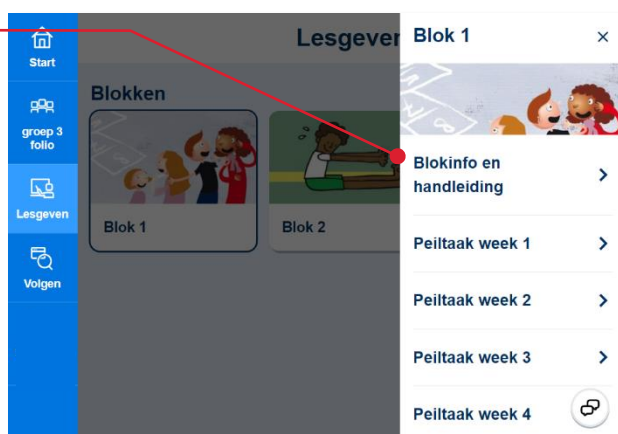 Start
groep 3
folio
Lesgeven
Volgen
Lesgever
Blokken
Blok 1
Blok 2
Blok 1
×
Blokinfo en
handleiding
Peiltaak week 1
Peiltaak week 2
Peiltaak week 3
Peiltaak week 4